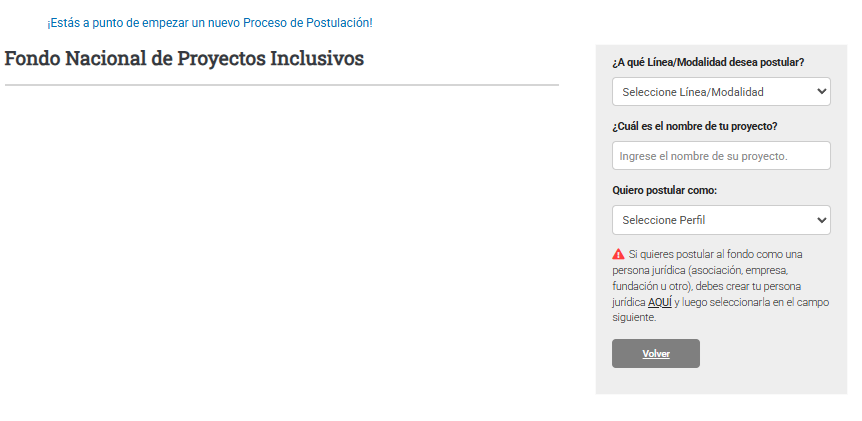 ¡Estás a punto de empezar un nuevo Proceso de Postulación!
Fondo Nacional de Proyectos Inclusivos
¿A qué Línea/Modalidad desea postular?
Seleccione Línea/Modalidad
¿Cuál es el nombre de tu proyecto?
Ingrese el nombre de su proyecto.
Quiero postular como:
Seleccione Perfil
Si quieres postular al fondo como una
persona jurídica (asociación, empresa,
fundación u otro), debes crear tu persona
jurídica AQUÍ y luego seleccionarla en el campo
siguiente.
Volver